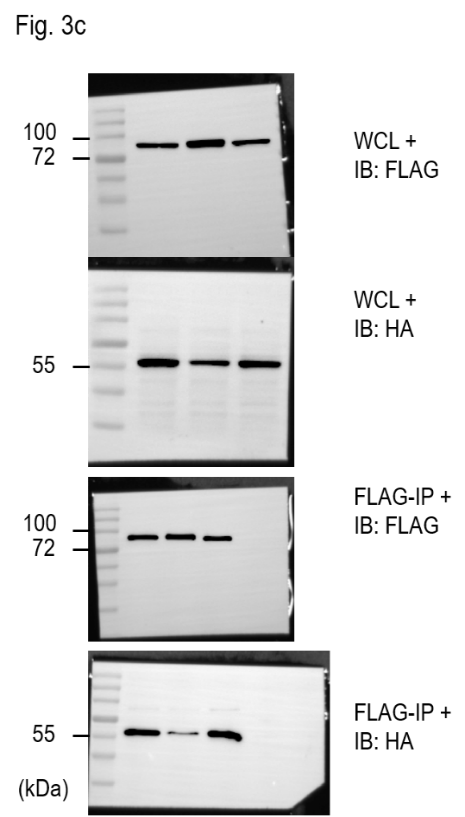 Fig. 3c
100
72
WCL +
IB: FLAG
WCL +
IB: HA
55
FLAG-IP +
IB: FLAG
100
72
FLAG-IP +
IB: HA
55
(kDa)